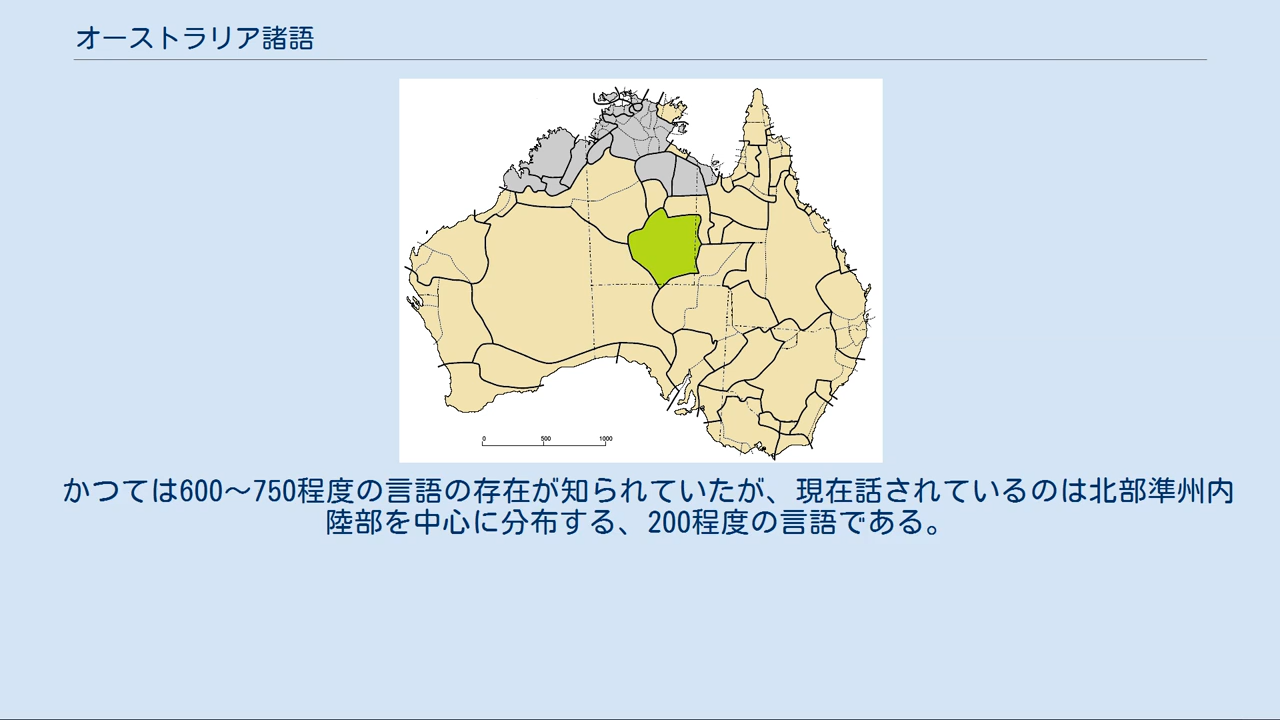 オーストラリア諸語
0 500 1000
かつては600～750程度の言語の存在が知られていたが、現在話されているのは北部準州内
陸部を中心に分布する、200程度の言語である。